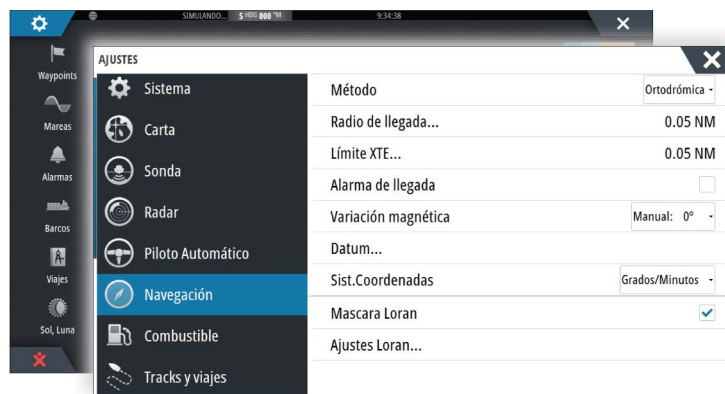 SIMULANDO... S HDG 000 °M 9:34:38
Waypoints
Mareas
Alarmas
Barcos
Viajes
Sol, Luna
AJUSTES
Sistema
Carta
Sonda
Radar
Piloto Automático
Navegación
Combustible
Tracks y viajes
Método Ortodrómica
Radio de llegada... 0.05 NM
Límite XTE... 0.05 NM
Alarma de llegada
Variación magnética Manual: 0°
Datum...
Sist.Coordenadas Grados/Minutos
Mascara Loran
Ajustes Loran...